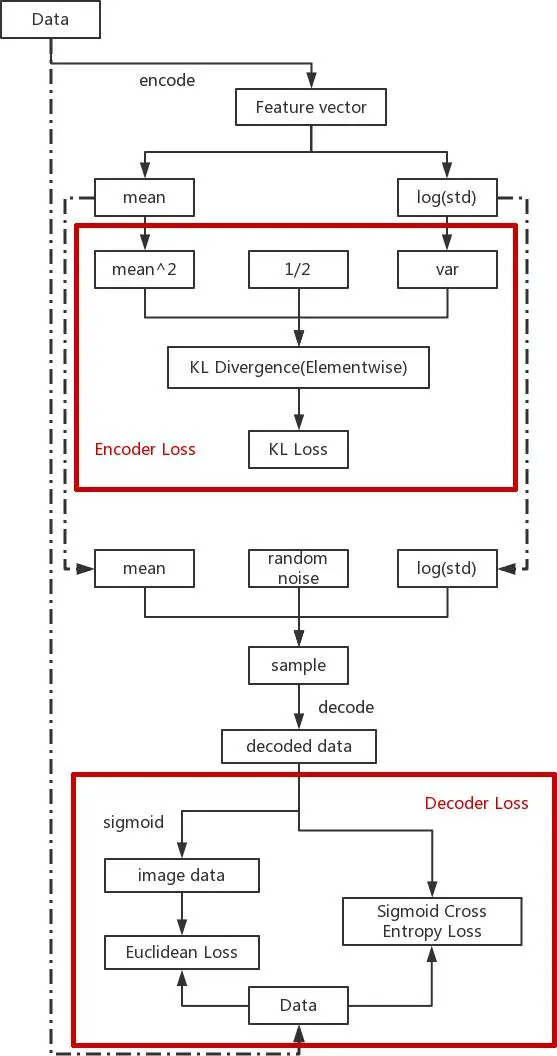 Data
encode
Feature vector
mean
log(std)
mean^2
1/2
var
KL Divergence(Elementwise)
Encoder Loss
KL Loss
mean
random
noise
log(std)
sample
decode
decoded data
Decoder Loss
sigmoid
image data
Sigmoid Cross
Entropy Loss
Euclidean Loss
Data